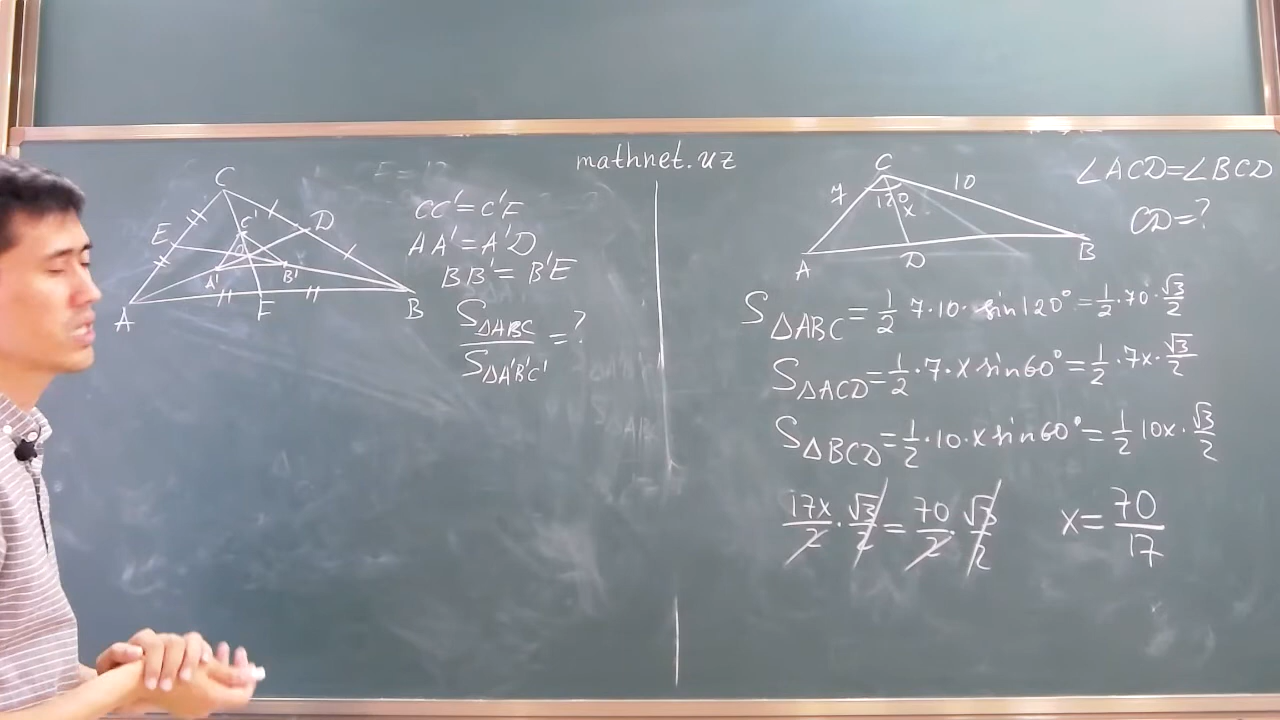 mathnet.uz
C
E
D
C'
A'
B'
A
F
B
CC'=C'F
AA'=A'D
BB'=B'E
S△ABC/S△A'B'C'=?
C
7
10
120°
x
A
D
B
∠ACD=∠BCD
CD=?
S△ABC=1/2 7·10·sin120°=1/2·70·√3/2
S△ACD=1/2·7·x sin60°=1/2·7x·√3/2
S△BCD=1/2·10·x sin60°=1/2 10x·√3/2
17x/2·√3/2=70/2·√3/2
x=70/17